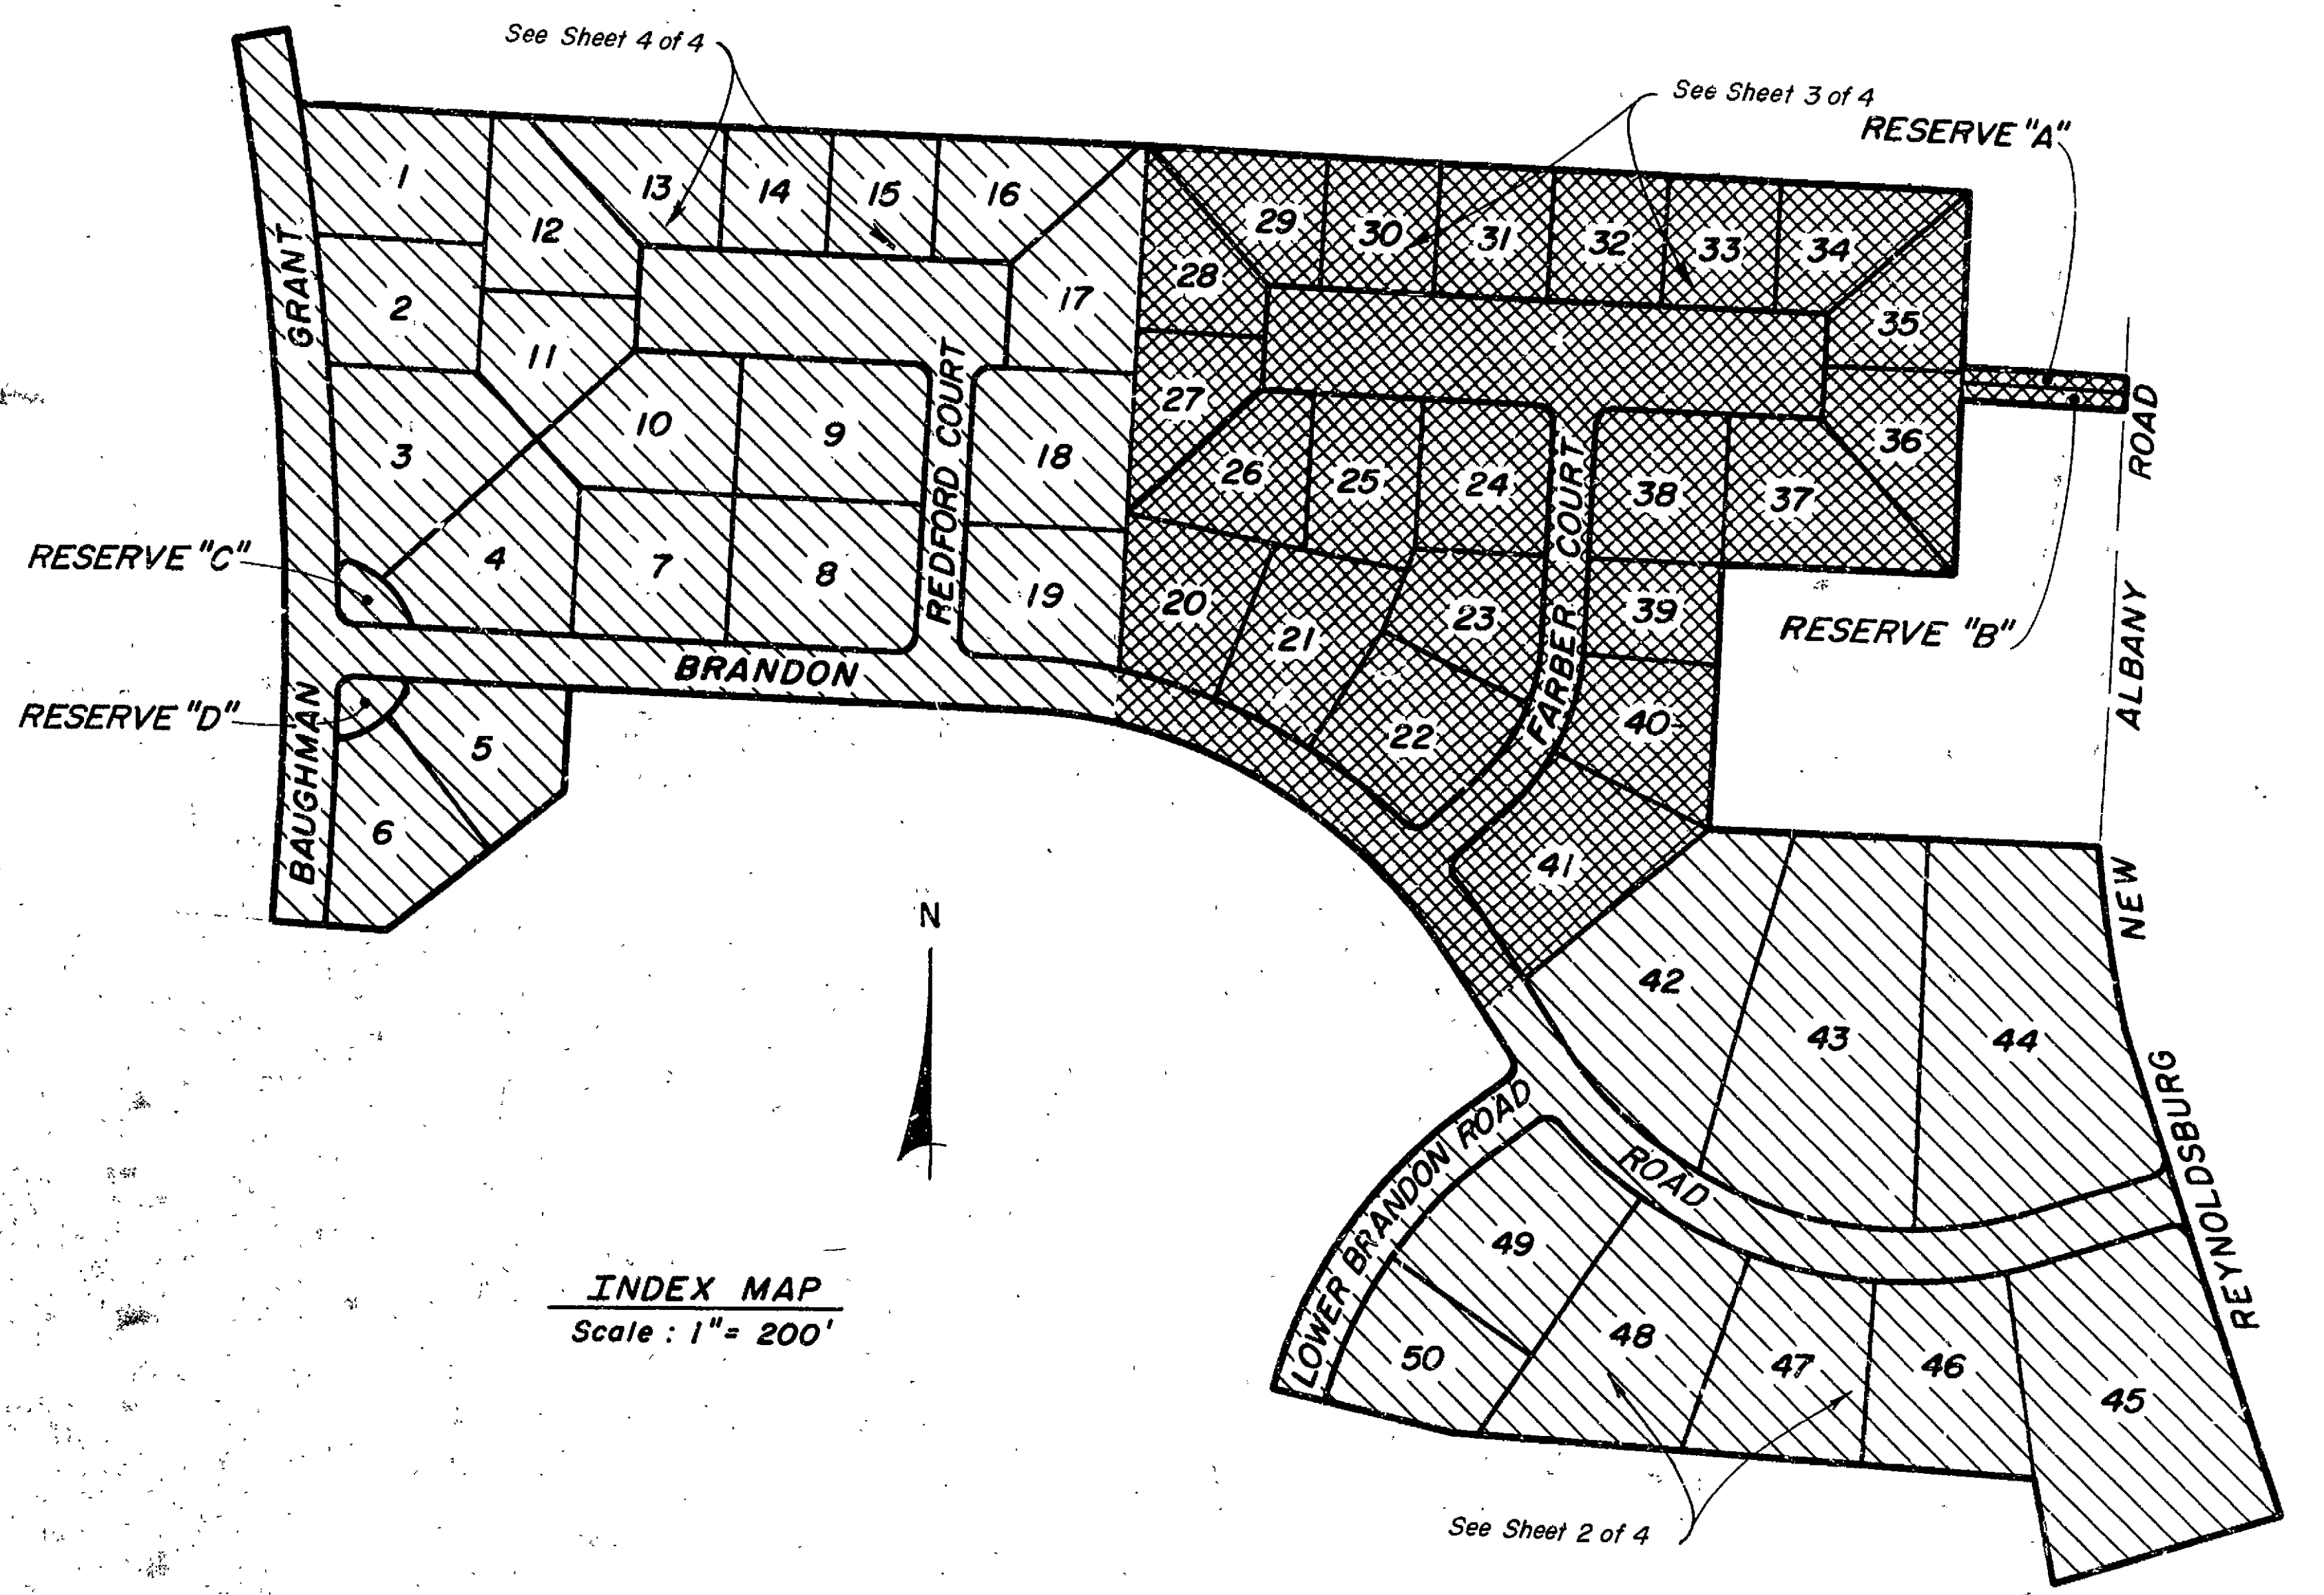 See Sheet 4 of 4
See Sheet 3 of 4
RESERVE "A"
1
12
13
14
15
16
29
30
31
32
33
34
GRANT
2
11
17
28
35
27
REDFORD COURT
3
10
9
18
26
25
24
38
37
36
ROAD
FARBER COURT
RESERVE "C"
4
7
8
19
20
21
23
39
RESERVE "B"
ALBANY
BRANDON
RESERVE "D"
5
22
40
BAUGHMAN
6
41
NEW
N
42
43
44
REYNOLDSBURG
LOWER BRANDON ROAD
ROAD
49
INDEX MAP
Scale : 1" = 200'
50
48
47
46
45
See Sheet 2 of 4